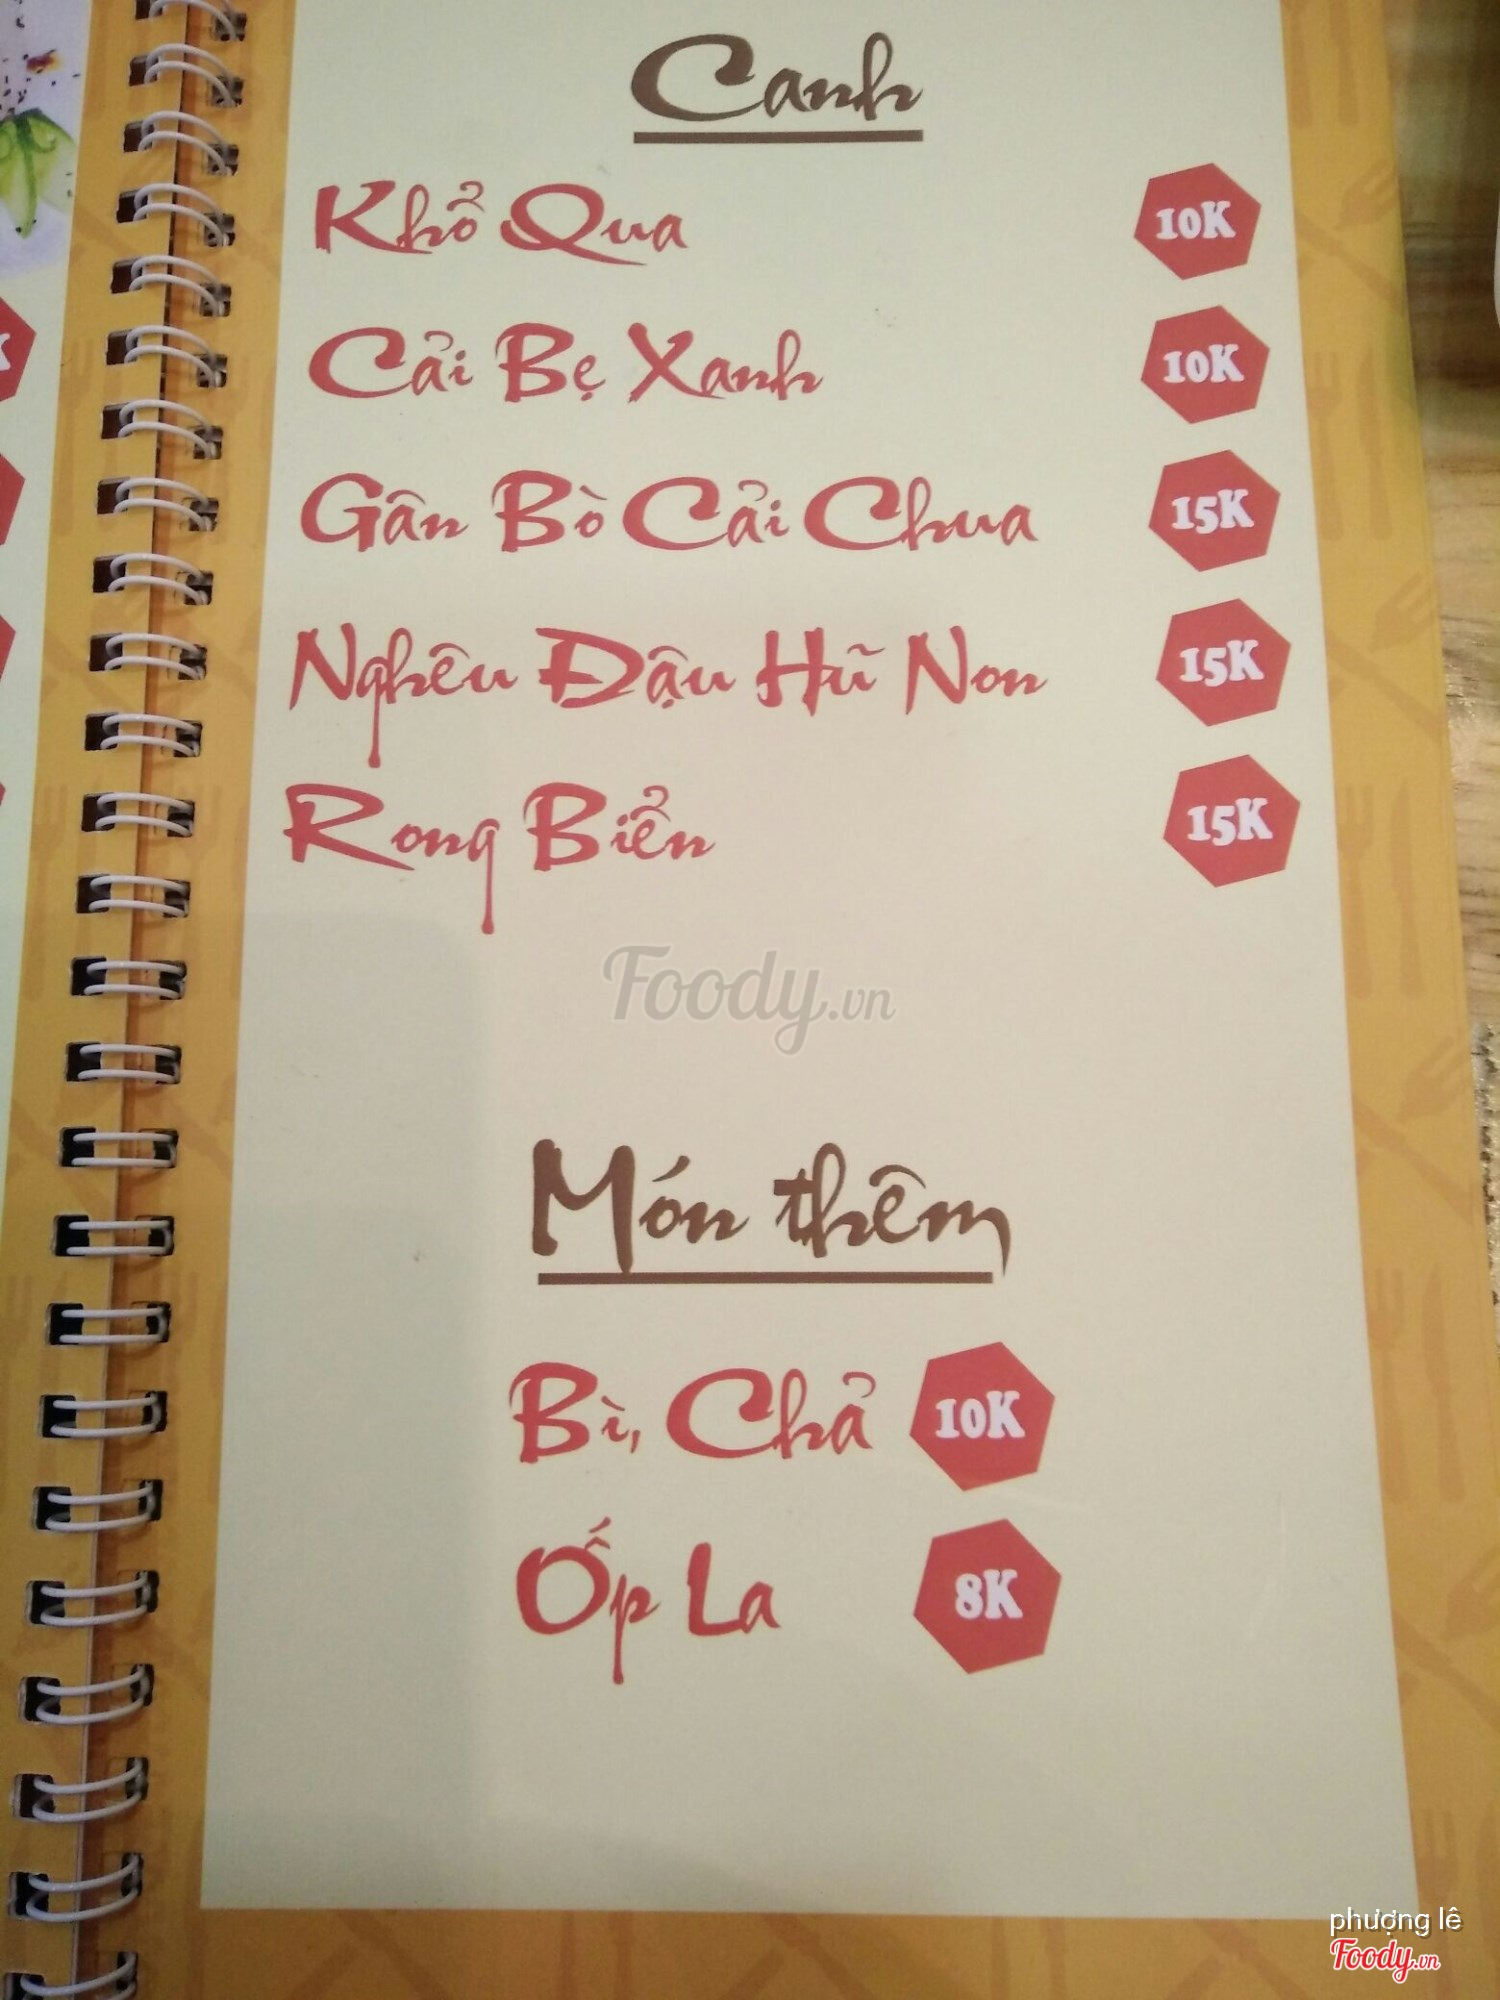 Canh
Khổ Qua 10K
Cải Bẹ Xanh 10K
Gân Bò Cải Chua 15K
Nghêu Đậu Hũ Non 15K
Rong Biển 15K
Foody.vn
Món thêm
Bì, Chả 10K
Ốp La 8K
phượng lê
Foody.vn